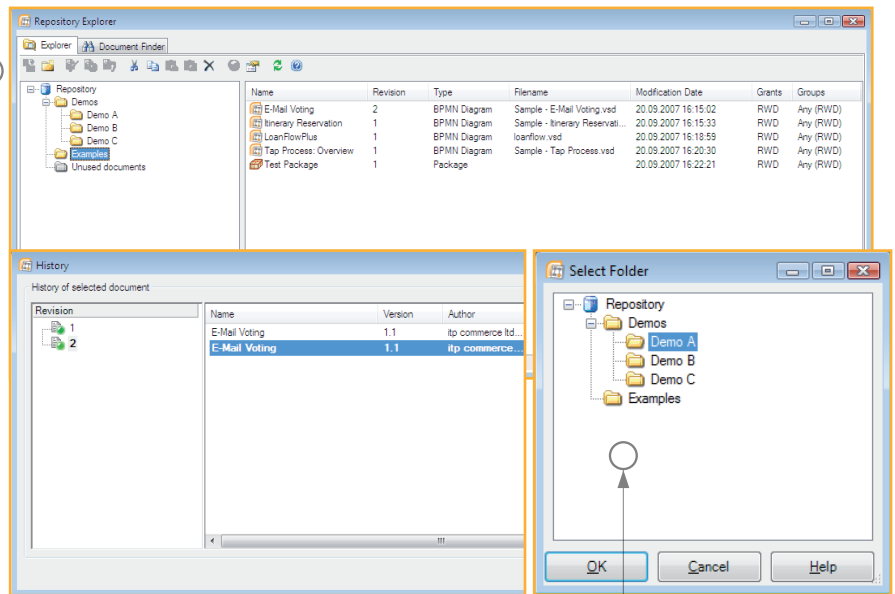 Repository Explorer
Explorer Document Finder
Repository
Demos
Demo A
Demo B
Demo C
Examples
Unused documents
Name Revision Type Filename Modification Date Grants Groups
E-Mail Voting 2 BPMN Diagram Sample - E-Mail Voting.vsd 20.09.2007 16:15:02 RWD Any (RWD)
Itinerary Reservation 1 BPMN Diagram Sample - Itinerary Reservati... 20.09.2007 16:15:33 RWD Any (RWD)
LoanFlowPlus 1 BPMN Diagram loanflow.vsd 20.09.2007 16:18:59 RWD Any (RWD)
Tap Process: Overview 1 BPMN Diagram Sample - Tap Process.vsd 20.09.2007 16:20:30 RWD Any (RWD)
Test Package 1 Package 20.09.2007 16:22:21 RWD Any (RWD)
History
History of selected document
Revision
1
2
Name Version Author
E-Mail Voting 1.1 itp commerce ltd...
E-Mail Voting 1.1 itp commerce...
Select Folder
Repository
Demos
Demo A
Demo B
Demo C
Examples
OK Cancel Help